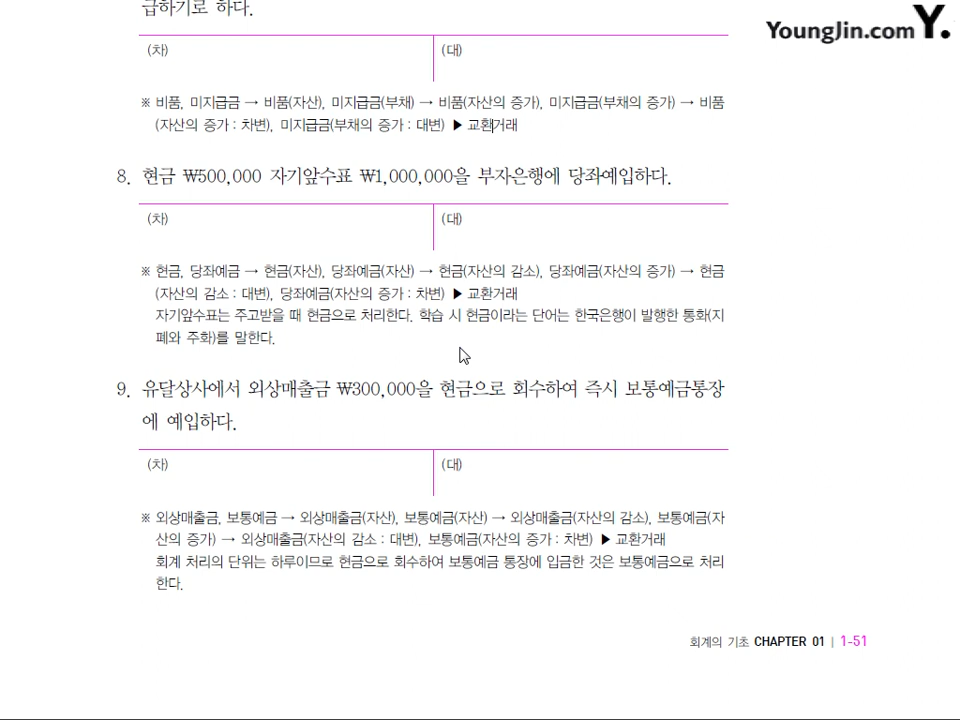 급하기로 하다.
YoungJin.com Y.
(차) (대)
※ 비품, 미지급금 → 비품(자산), 미지급금(부채) → 비품(자산의 증가), 미지급금(부채의 증가) → 비품
(자산의 증가 : 차변), 미지급금(부채의 증가 : 대변) ▶ 교환거래
8. 현금 ₩500,000 자기앞수표 ₩1,000,000을 부자은행에 당좌예입하다.
(차) (대)
※ 현금, 당좌예금 → 현금(자산), 당좌예금(자산) → 현금(자산의 감소), 당좌예금(자산의 증가) → 현금
(자산의 감소 : 대변), 당좌예금(자산의 증가 : 차변) ▶ 교환거래
자기앞수표는 주고받을 때 현금으로 처리한다. 학습 시 현금이라는 단어는 한국은행이 발행한 통화(지
폐와 주화)를 말한다.
9. 유달상사에서 외상매출금 ₩300,000을 현금으로 회수하여 즉시 보통예금통장
에 예입하다.
(차) (대)
※ 외상매출금, 보통예금 → 외상매출금(자산), 보통예금(자산) → 외상매출금(자산의 감소), 보통예금(자
산의 증가) → 외상매출금(자산의 감소 : 대변), 보통예금(자산의 증가 : 차변) ▶ 교환거래
회계 처리의 단위는 하루이므로 현금으로 회수하여 보통예금 통장에 입금한 것은 보통예금으로 처리
한다.
회계의 기초 CHAPTER 01 | 1-51